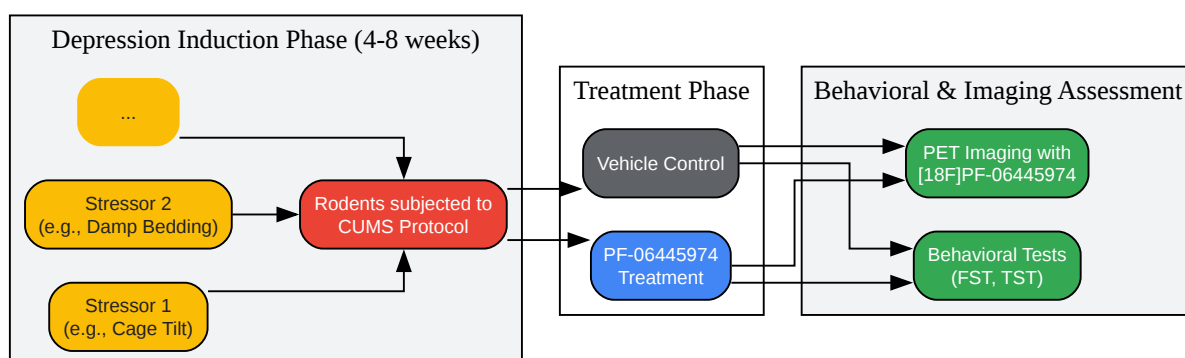 Depression Induction Phase (4-8 weeks)
...
Stressor 2
(e.g., Damp Bedding)
Stressor 1
(e.g., Cage Tilt)
Rodents subjected to
CUMS Protocol
Treatment Phase
Vehicle Control
PF-06445974
Treatment
Behavioral & Imaging Assessment
PET Imaging with
[18F]PF-06445974
Behavioral Tests
(FST, TST)